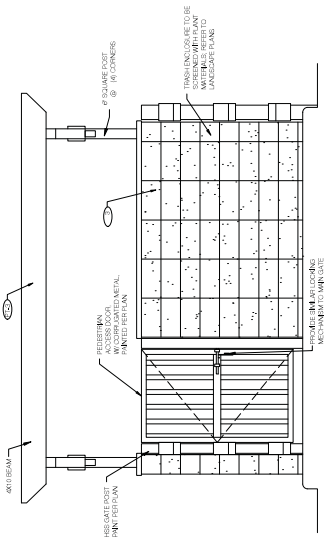 4X10 BEAM
HSS GATE POST
PAINT PER PLAN
PEDESTRIAN
ACCESS DOOR,
W/ CORRUGATED METAL,
PAINTED PER PLAN
3
6" SQUARE POST
@ (4) CORNERS
TRASH ENCLOSURE TO BE
SCREENED WITH PLANT
MATERIALS, REFER TO
LANDSCAPE PLANS
PROVIDE SIMILAR LOCKING
MECHANISM TO MAIN GATE